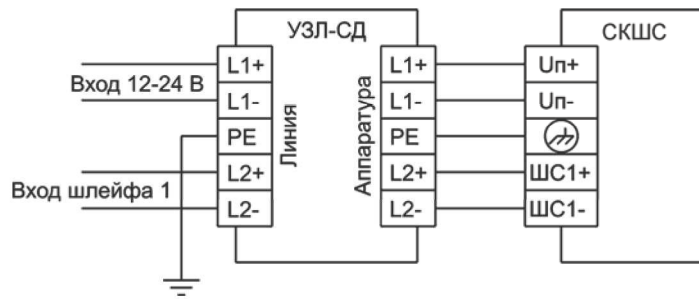 УЗЛ-СД
СКШС
Вход 12-24 В
Вход шлейфа 1
L1+
L1-
PE
L2+
L2-
Линия
Аппаратура
L1+
L1-
PE
L2+
L2-
Uп+
Uп-
ШС1+
ШС1-